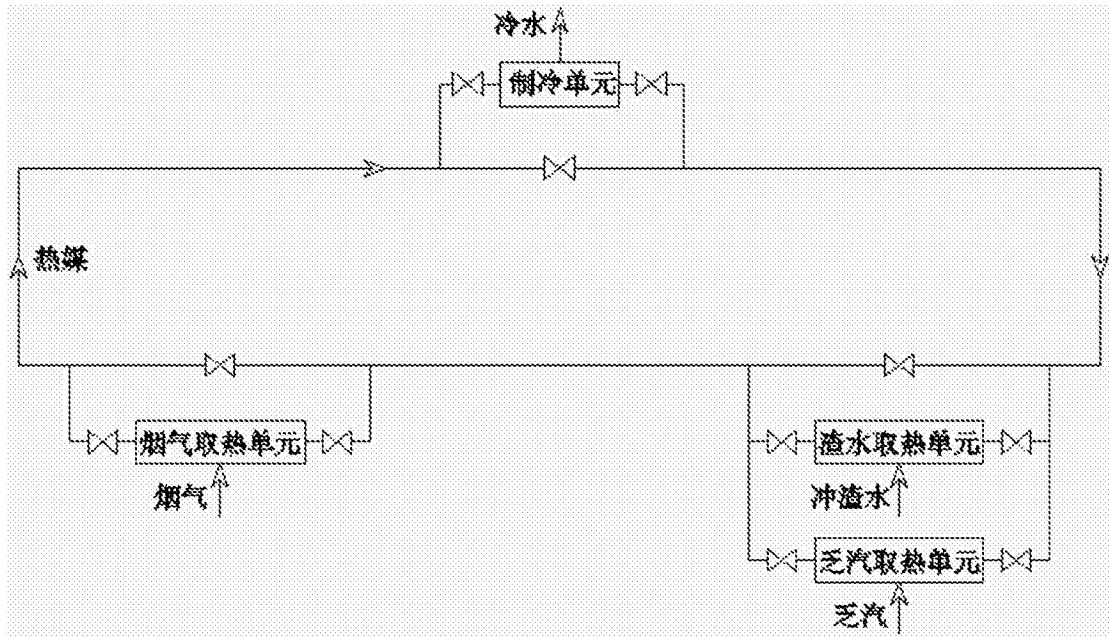 冷水
制冷单元
热媒
烟气取热单元
渣水取热单元
烟气
冲渣水
乏汽取热单元
乏汽